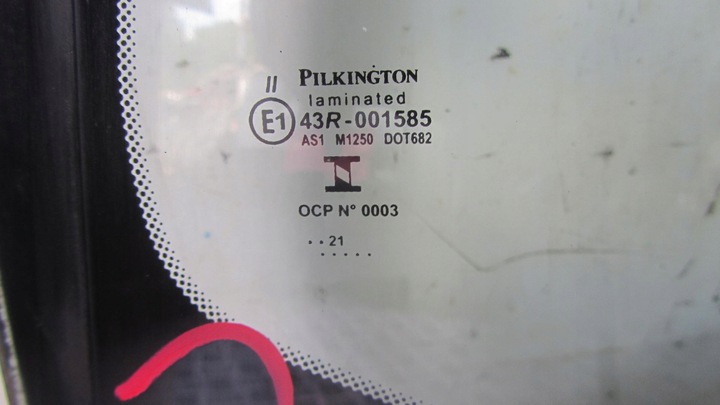 PILKINGTON
II
laminated
E1 43R-001585
AS1 M1250 DOT682
OCP N° 0003
. . 21
. . . . . .